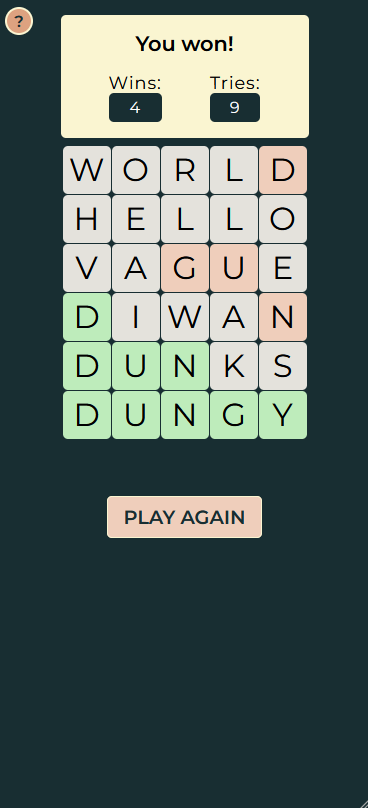 ?
You won!
Wins: Tries:
4 9
W O R L D
H E L L O
V A G U E
D I W A N
D U N K S
D U N G Y
PLAY AGAIN